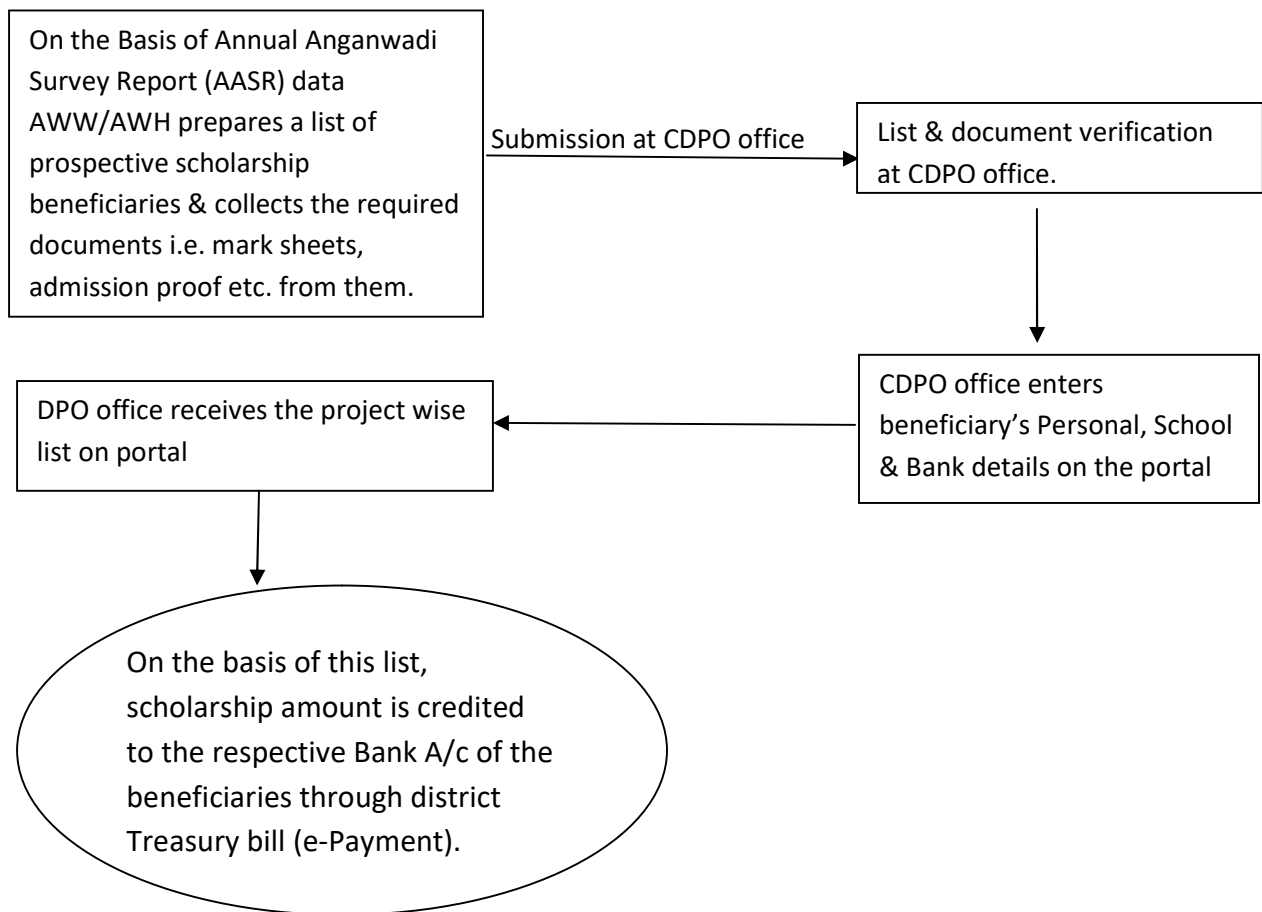 On the Basis of Annual Anganwadi
Survey Report (AASR) data
AWW/AWH prepares a list of
prospective scholarship
beneficiaries & collects the required
documents i.e. mark sheets,
admission proof etc. from them.
Submission at CDPO office
List & document verification
at CDPO office.
CDPO office enters
beneficiary’s Personal, School
& Bank details on the portal
DPO office receives the project wise
list on portal
On the basis of this list,
scholarship amount is credited
to the respective Bank A/c of the
beneficiaries through district
Treasury bill (e-Payment).